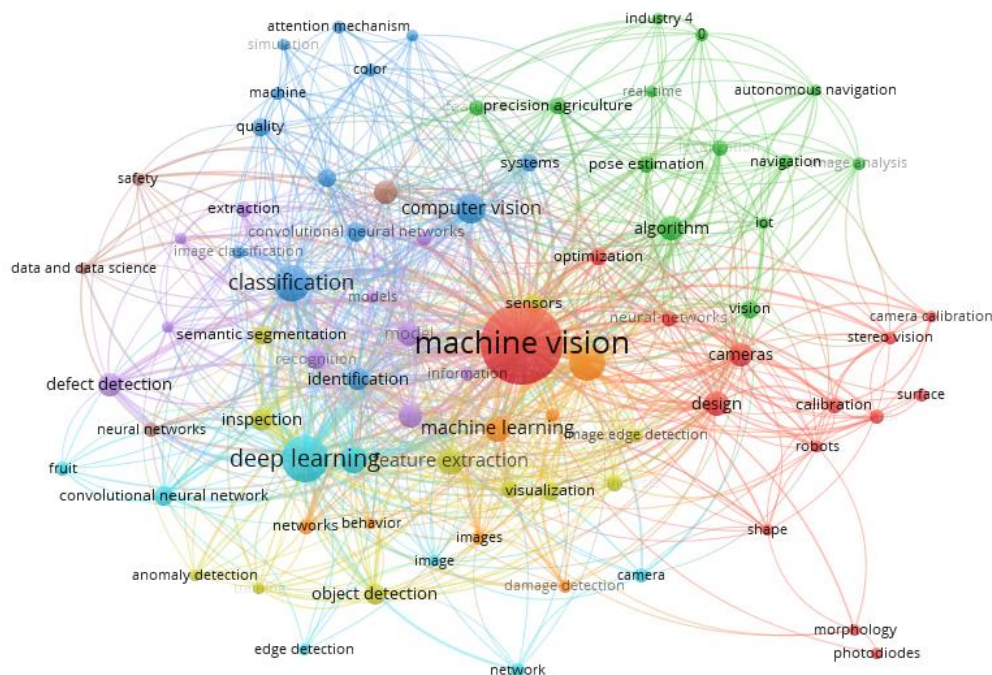 industry 4
0
attention mechanism
simulation
color
machine
real-time
autonomous navigation
precision agriculture
quality
systems
pose estimation
navigation
image analysis
safety
extraction
computer vision
algorithm
iot
convolutional neural networks
image classification
optimization
data and data science
classification
models
sensors
vision
neural-networks
camera calibration
semantic segmentation
model
machine vision
stereo vision
recognition
cameras
information
identification
defect detection
surface
design
calibration
inspection
neural networks
machine learning
image edge detection
robots
fruit
deep learning
feature extraction
convolutional neural network
visualization
networks
behavior
images
shape
image
anomaly detection
training
camera
object detection
damage detection
morphology
edge detection
photodiodes
network